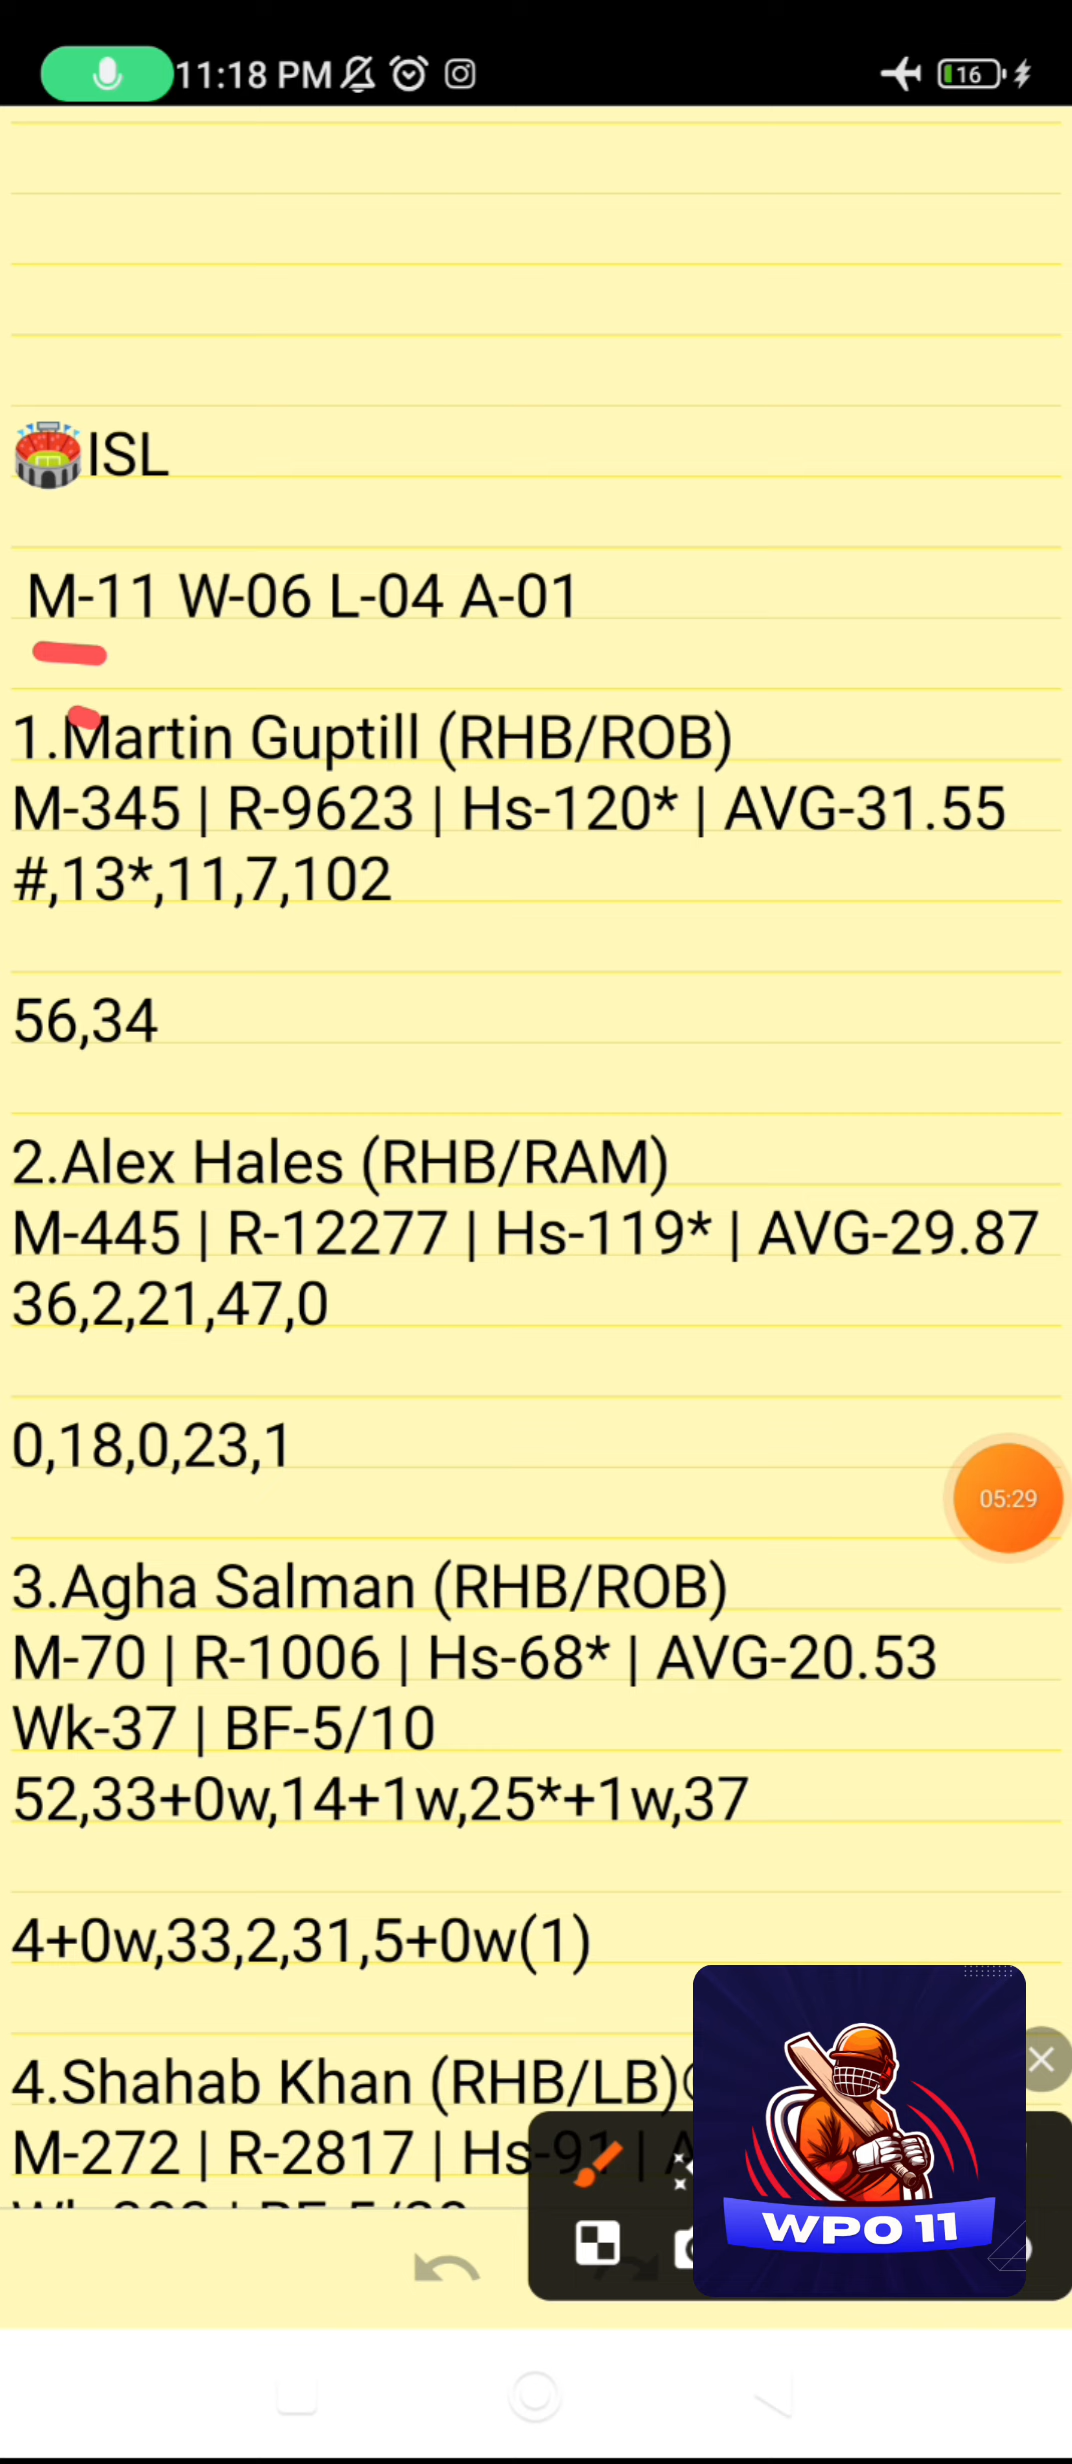 11:18 PM
16
🏟️ISL
M-11 W-06 L-04 A-01
1.Martin Guptill (RHB/ROB)
M-345 | R-9623 | Hs-120* | AVG-31.55
#,13*,11,7,102
56,34
2.Alex Hales (RHB/RAM)
M-445 | R-12277 | Hs-119* | AVG-29.87
36,2,21,47,0
0,18,0,23,1
05:29
3.Agha Salman (RHB/ROB)
M-70 | R-1006 | Hs-68* | AVG-20.53
Wk-37 | BF-5/10
52,33+0w,14+1w,25*+1w,37
4+0w,33,2,31,5+0w(1)
4.Shahab Khan (RHB/LB)
M-272 | R-2817 | Hs-91 |
WPO 11